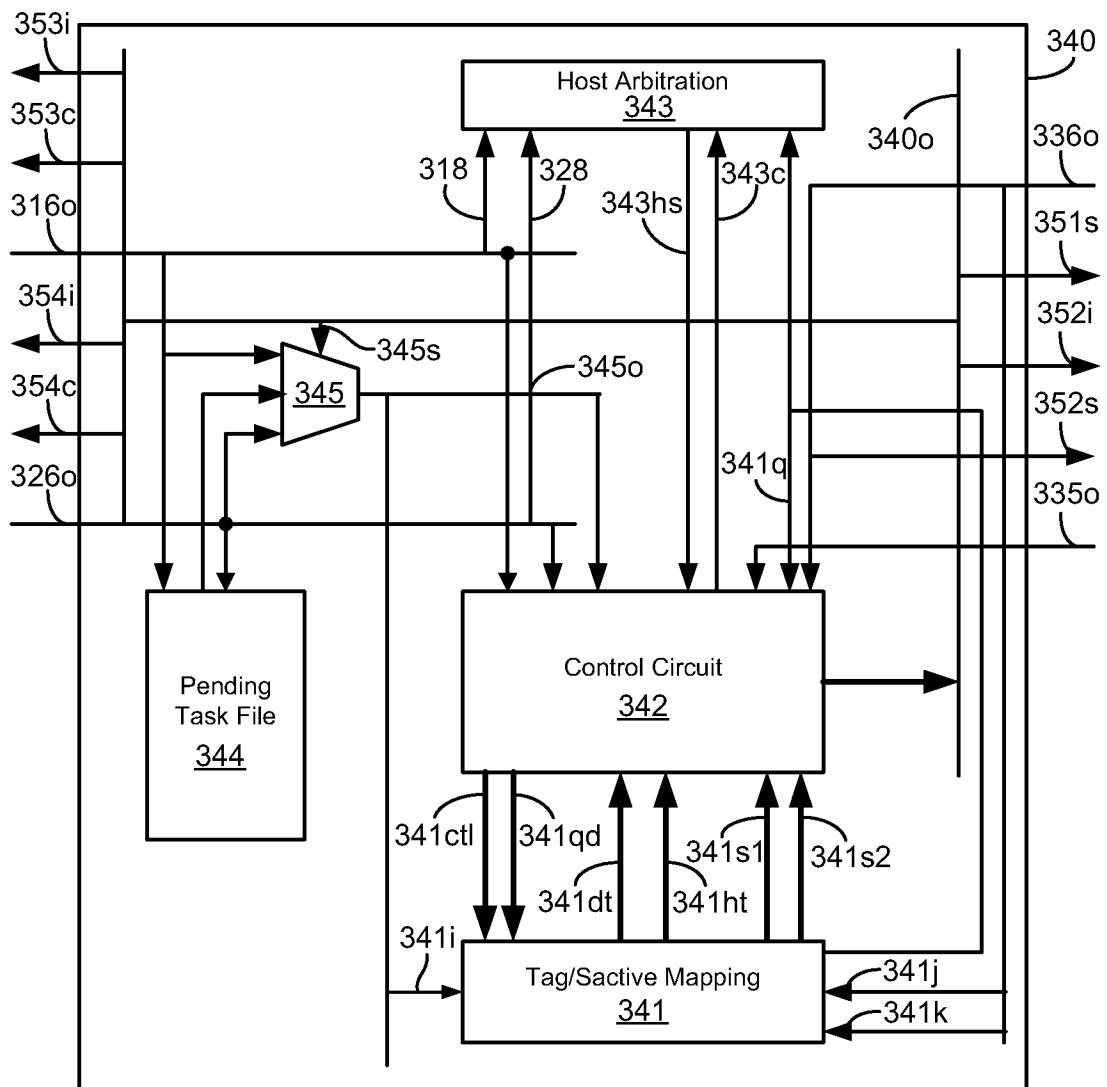 353i
340
Host Arbitration
343
353c
340o
336o
318
328
343c
316o
343hs
351s
354i
352i
345s
345o
345
354c
352s
341q
326o
335o
Control Circuit
342
Pending
Task File
344
341ctl
341qd
341s1
341s2
341dt
341ht
341i
Tag/Sactive Mapping
341
341j
341k